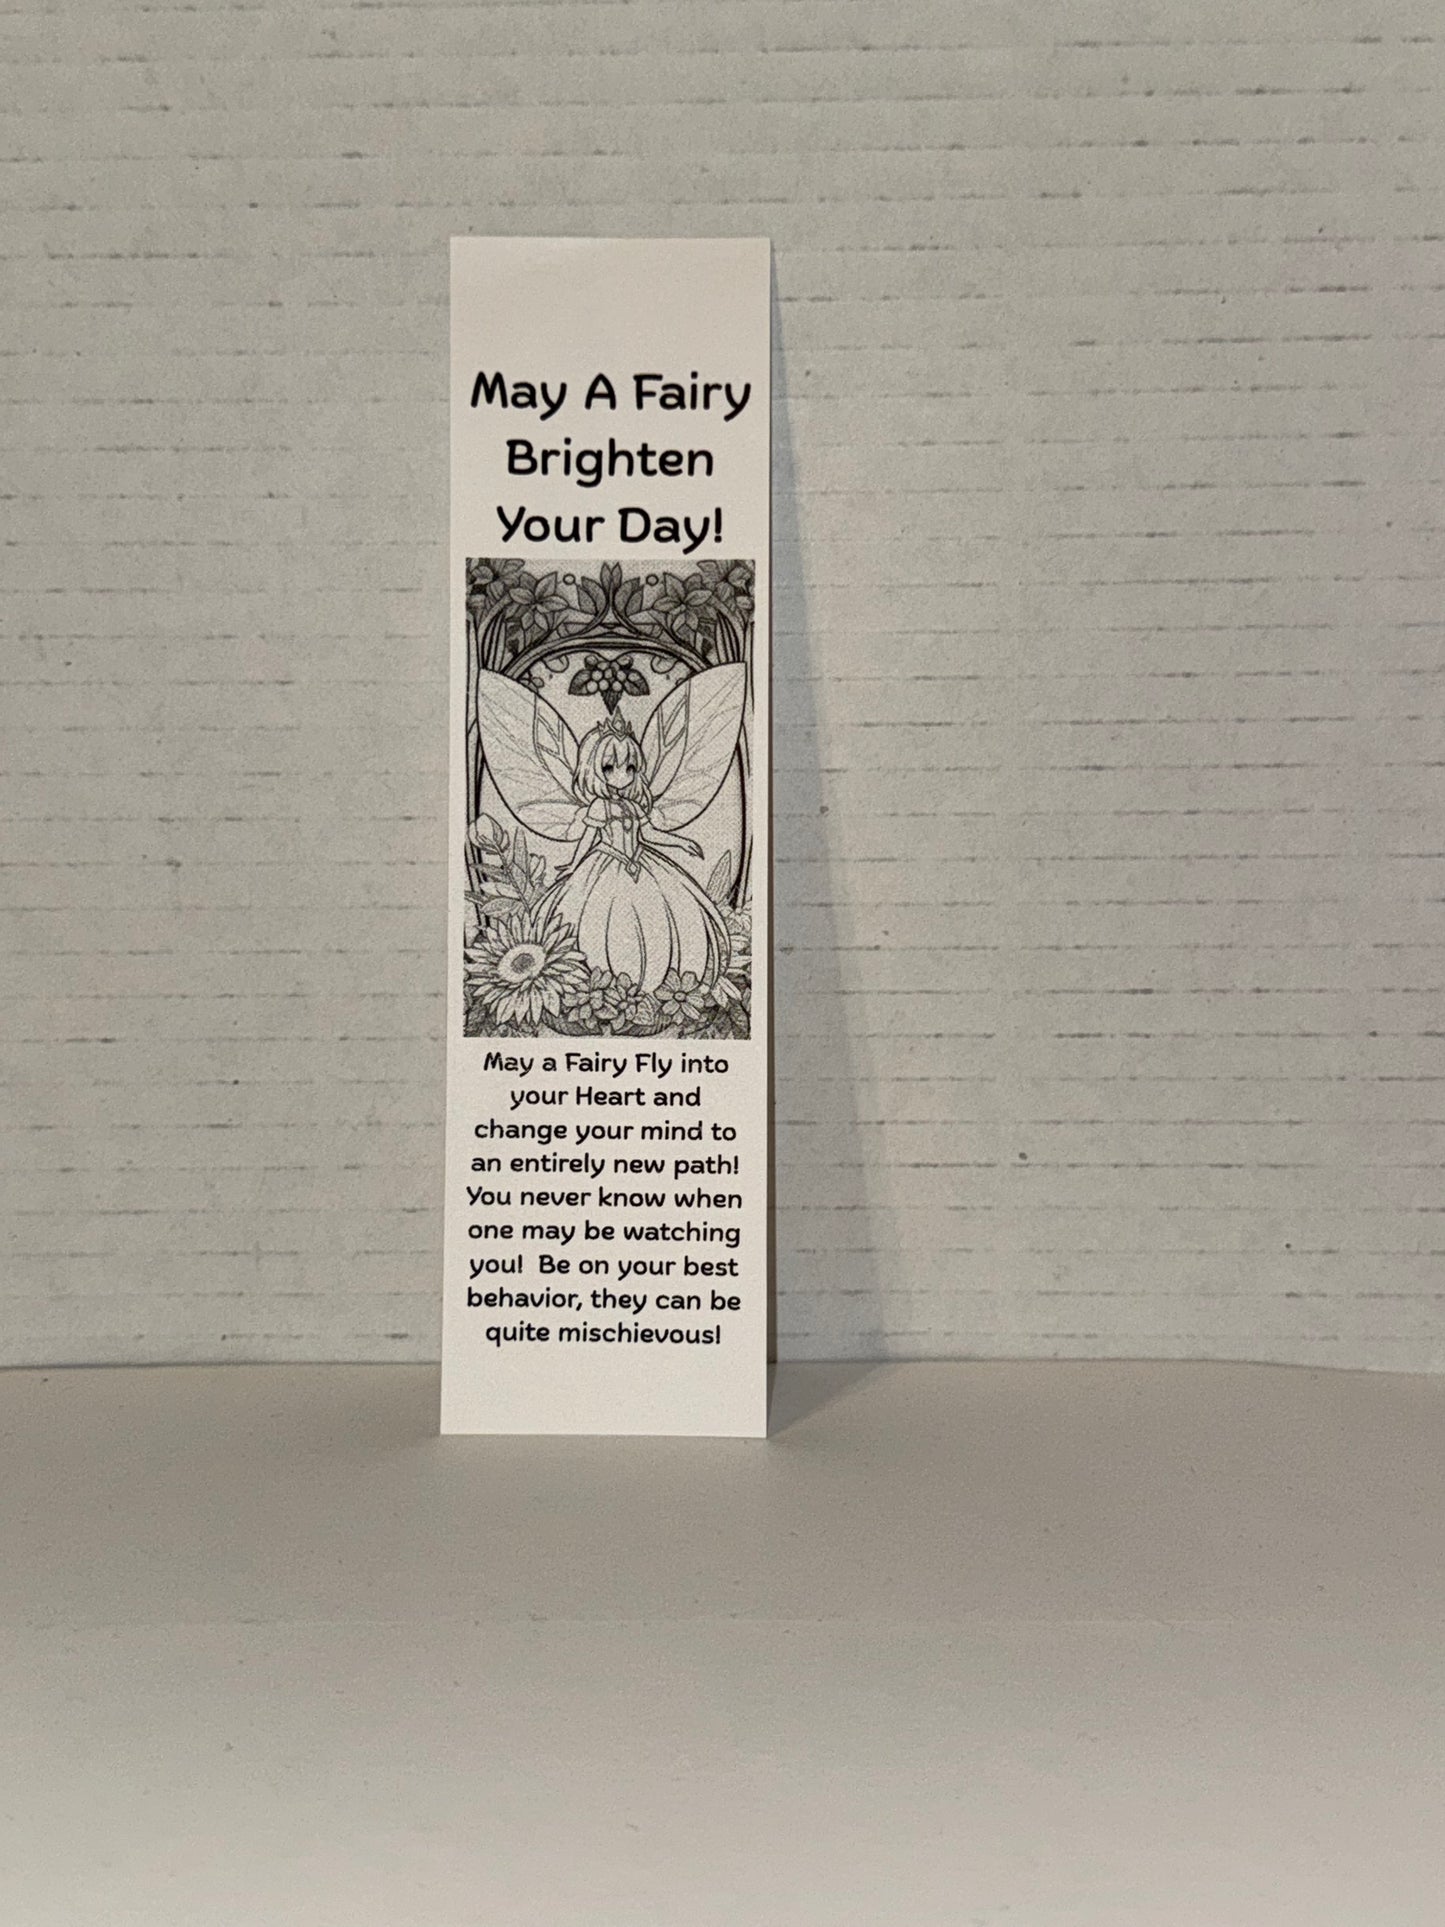 May A Fairy
Brighten
Your Day!
May a Fairy Fly into
your Heart and
change your mind to
an entirely new path!
You never know when
one may be watching
you!  Be on your best
behavior, they can be
quite mischievous!